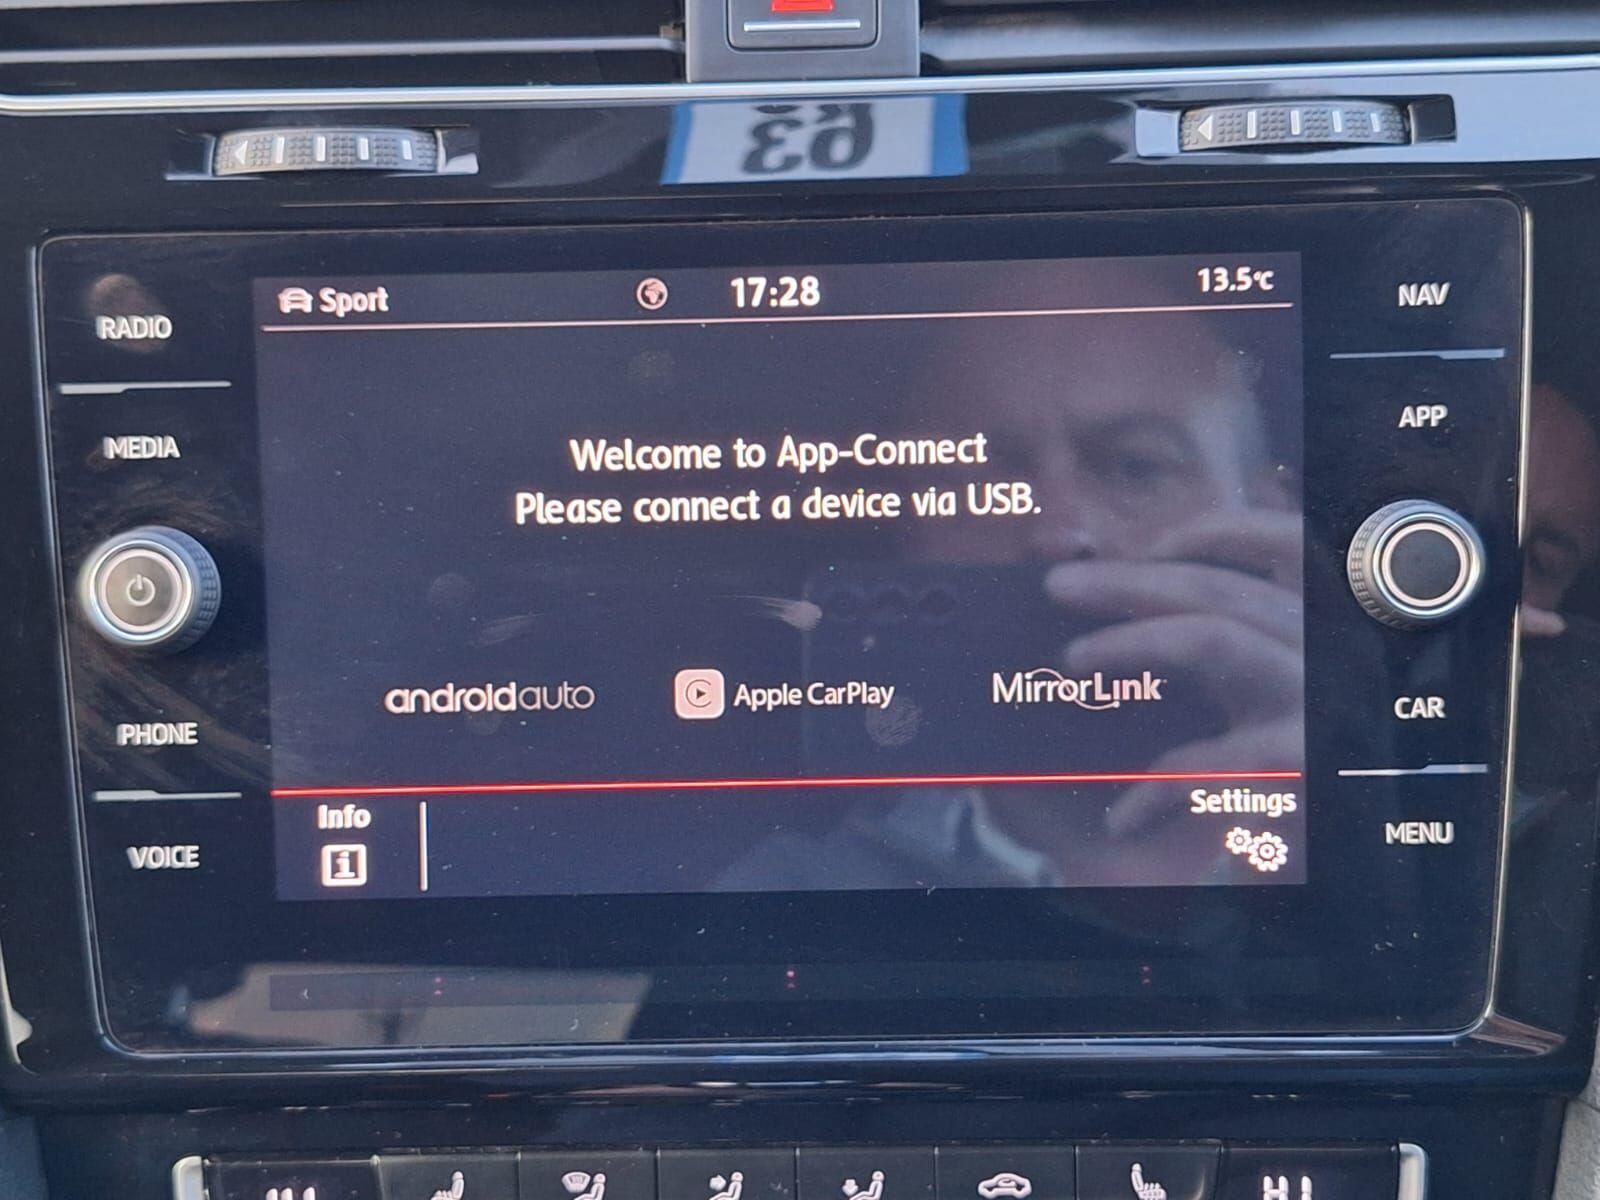 63
Sport
17:28
13.5°C
RADIO
MEDIA
PHONE
VOICE
Welcome to App-Connect
Please connect a device via USB.
androidauto
Apple CarPlay
MirrorLink
Info
i
Settings
NAV
APP
CAR
MENU